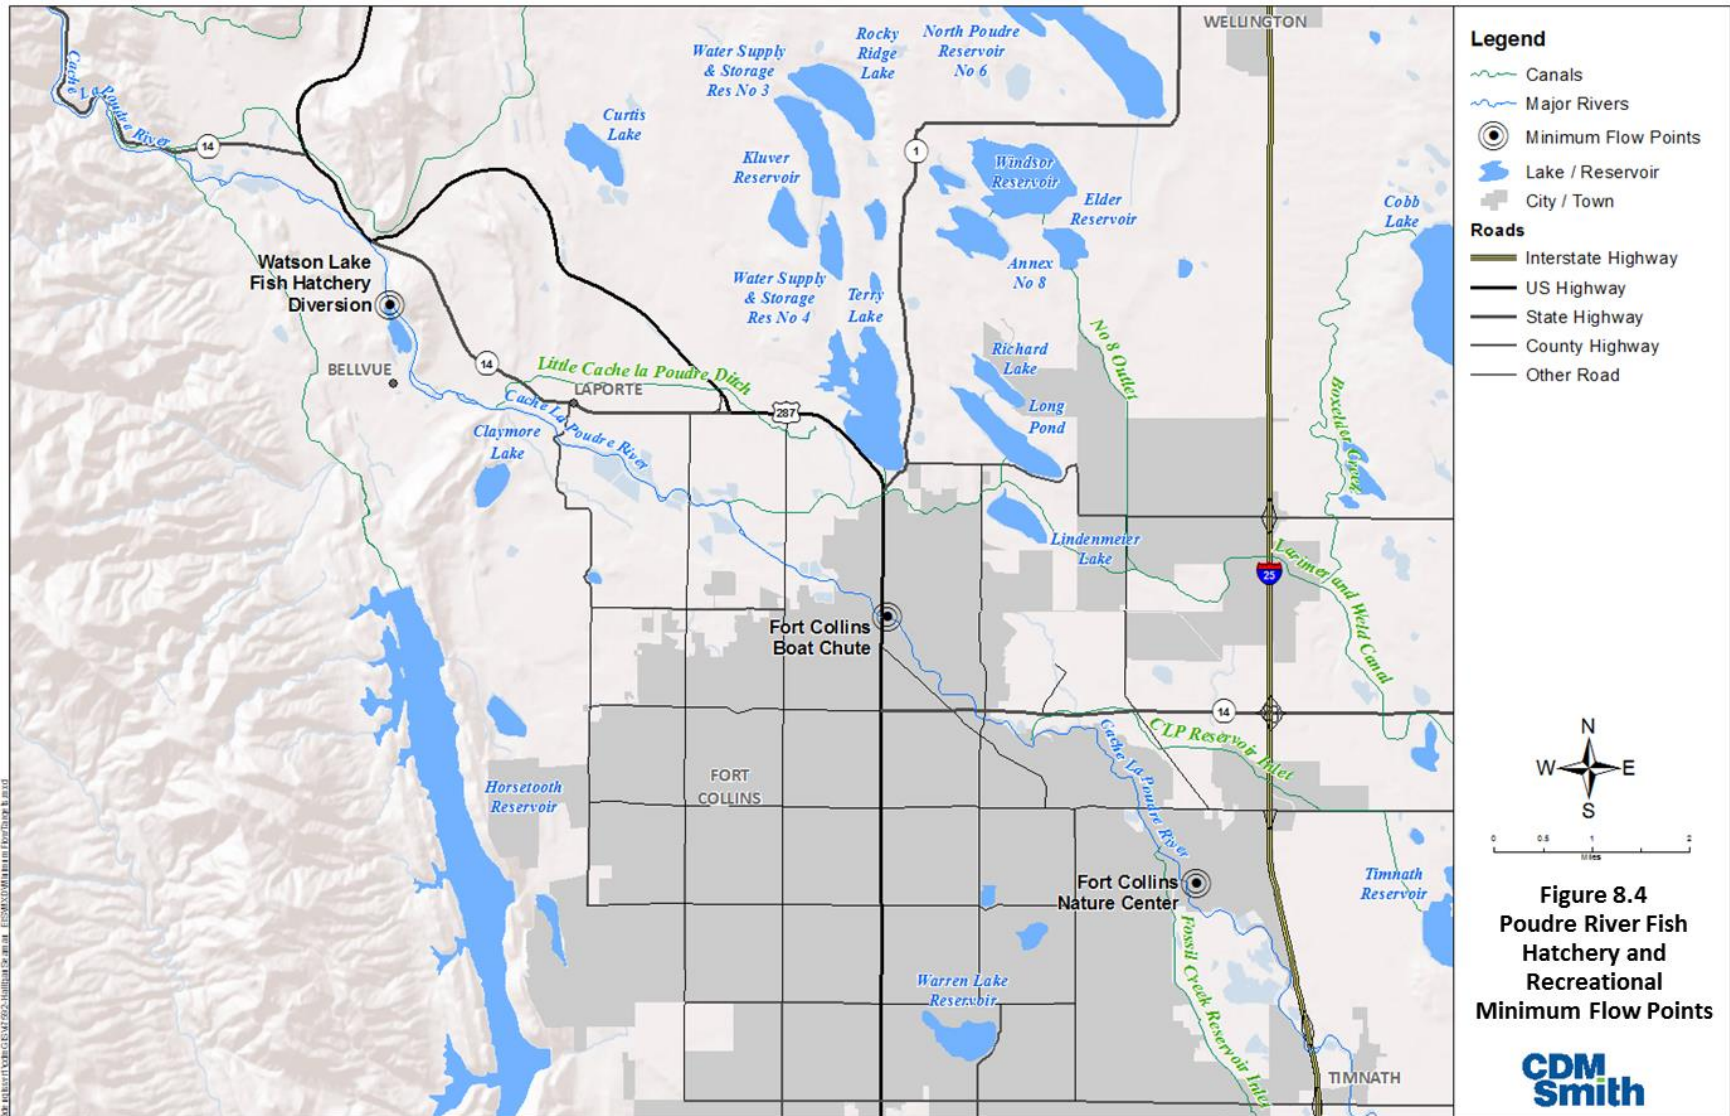 WELLINGTON
Rocky
Ridge
Lake
North Poudre
Reservoir
No 6
Water Supply
& Storage
Res No 3
Cache La Poudre River
Curtis
Lake
14
1
Kluver
Reservoir
Windsor
Reservoir
Elder
Reservoir
Cobb
Lake
Watson Lake
Fish Hatchery
Diversion
Annex
No 8
Water Supply
& Storage
Res No 4
Terry
Lake
No 8 Outlet
Richard
Lake
BELLVUE
14
Little Cache la Poudre Ditch
LAPORTE
Cache La Poudre River
287
Long
Pond
Boxelder Creek
Claymore
Lake
Lindenmeier
Lake
Larimer and Weld Canal
25
Fort Collins
Boat Chute
14
CLP Reservoir Inlet
Cache La Poudre River
FORT
COLLINS
Horsetooth
Reservoir
Timnath
Reservoir
Fort Collins
Nature Center
Fossil Creek Reservoir Inlet
Warren Lake
Reservoir
TIMNATH
Legend
Canals
Major Rivers
Minimum Flow Points
Lake / Reservoir
City / Town
Roads
Interstate Highway
US Highway
State Highway
County Highway
Other Road
N
W E
S
0 0.5 1 2
Miles
Figure 8.4
Poudre River Fish
Hatchery and
Recreational
Minimum Flow Points
CDM
Smith